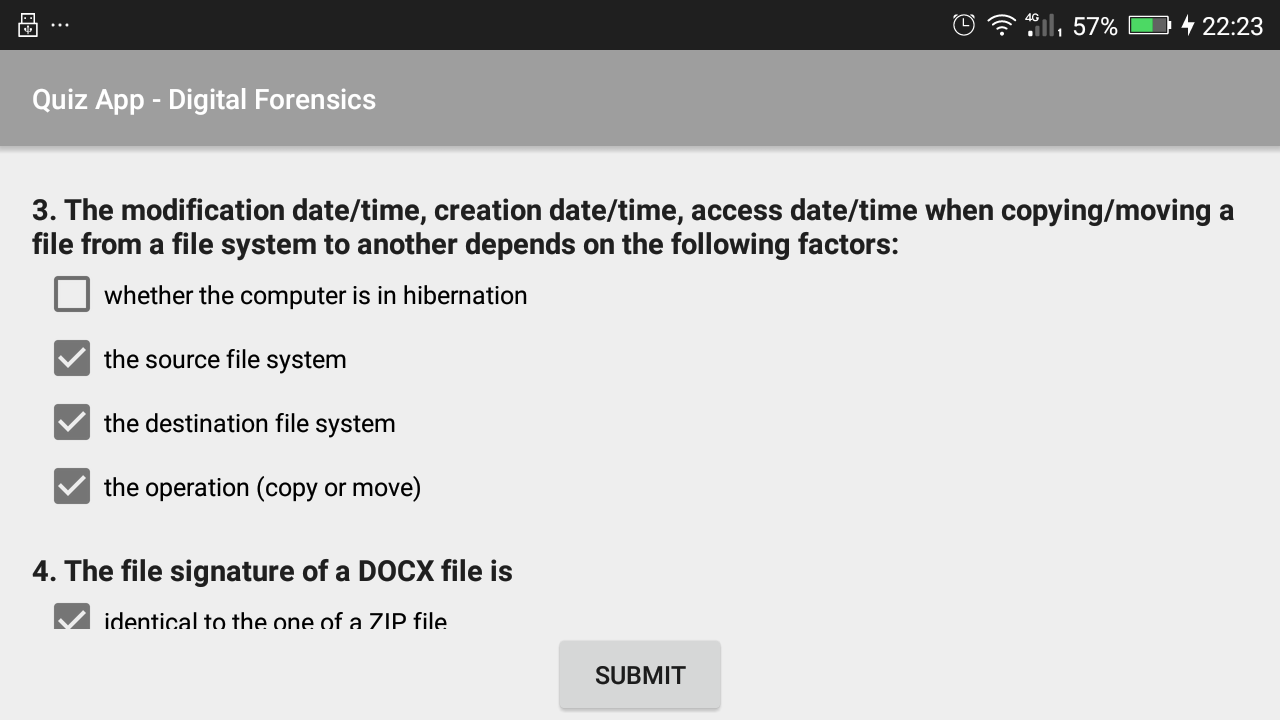 ... 4G 1 57% 22:23
Quiz App - Digital Forensics
3. The modification date/time, creation date/time, access date/time when copying/moving a
file from a file system to another depends on the following factors:
whether the computer is in hibernation
the source file system
the destination file system
the operation (copy or move)
4. The file signature of a DOCX file is
identical to the one of a ZIP file
SUBMIT